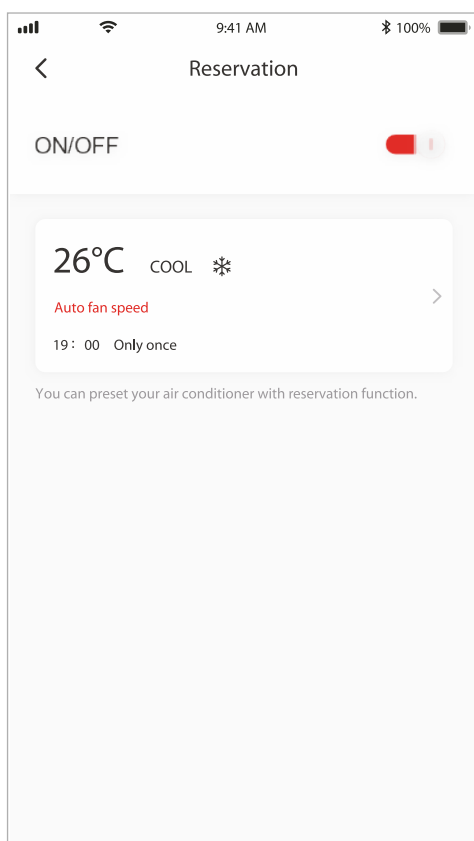 9:41 AM 100%
Reservation
ON/OFF
26°C COOL
Auto fan speed
19： 00 Only once
You can preset your air conditioner with reservation function.